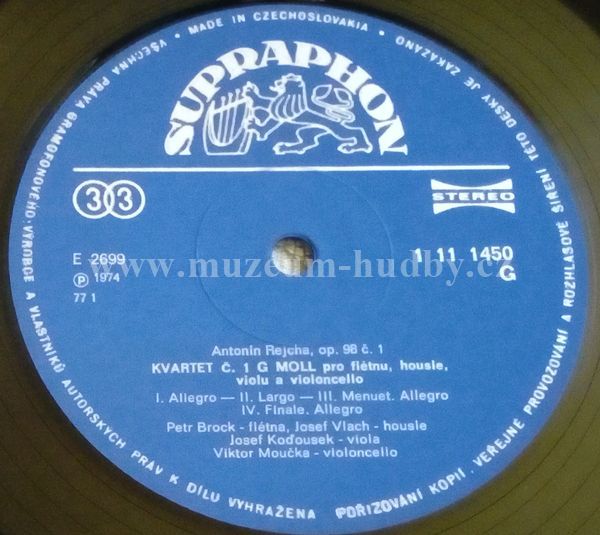 VŠECHNA PRÁVA GRAMOFONOVÉHO VÝROBCE A VLASTNÍKŮ AUTORSKÝCH PRÁV K DÍLU VYHRAŽENA
MADE IN CZECHOSLOVAKIA • TÉTO DESKY JE ZAKÁZÁNO
POŘIZOVÁNÍ KOPIÍ, VEŘEJNÉ PROVOZOVÁNÍ A ROZHLASOVÉ ŠÍŘENÍ
SUPRAPHON
33
STEREO
E 2699
1 11 1450
Ⓟ 1974
G
77 1
www.muzeum-hudby.cz
Antonín Rejcha, op. 98 č. 1
KVARTET Č. 1 G MOLL pro flétnu, housle,
violu a violoncello
I. Allegro — II. Largo — III. Menuet. Allegro
IV. Finale. Allegro
Petr Brock - flétna, Josef Vlach - housle
Josef Koďousek - viola
Viktor Moučka - violoncello